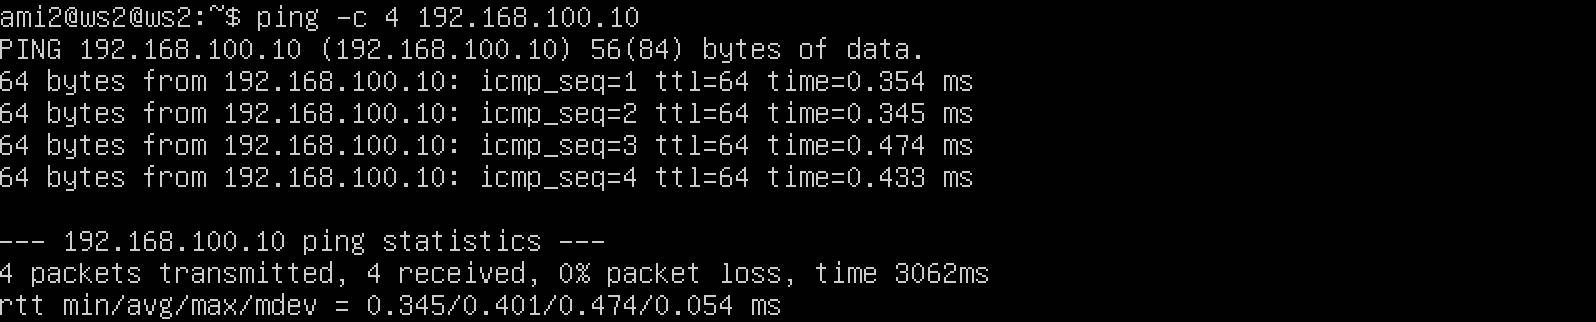 ami2@ws2@ws2:~$ ping -c 4 192.168.100.10
PING 192.168.100.10 (192.168.100.10) 56(84) bytes of data.
64 bytes from 192.168.100.10: icmp_seq=1 ttl=64 time=0.354 ms
64 bytes from 192.168.100.10: icmp_seq=2 ttl=64 time=0.345 ms
64 bytes from 192.168.100.10: icmp_seq=3 ttl=64 time=0.474 ms
64 bytes from 192.168.100.10: icmp_seq=4 ttl=64 time=0.433 ms
--- 192.168.100.10 ping statistics ---
4 packets transmitted, 4 received, 0% packet loss, time 3062ms
rtt min/avg/max/mdev = 0.345/0.401/0.474/0.054 ms